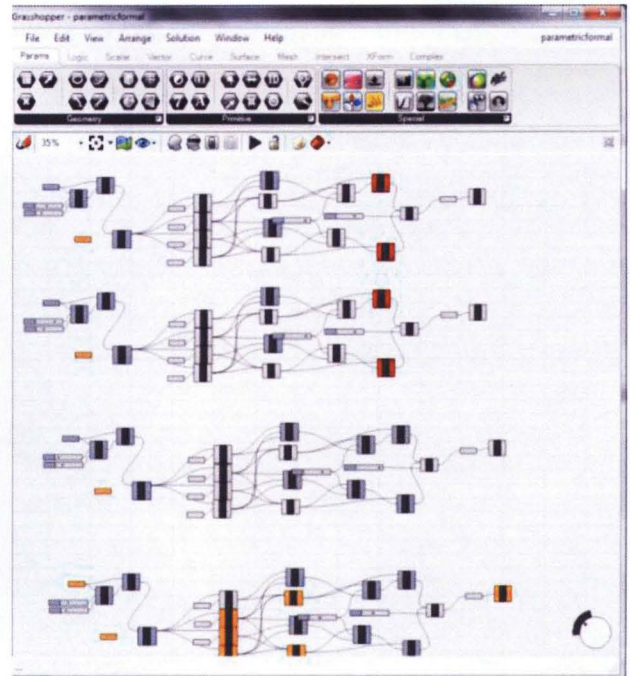 Grasshopper - parametricformal
File Edit View Arrange Solution Window Help parametricformal
Params Logic Scalar Vector Curve Surface Mesh Intersect XForm Complex
Geometry Primitive Special
35%